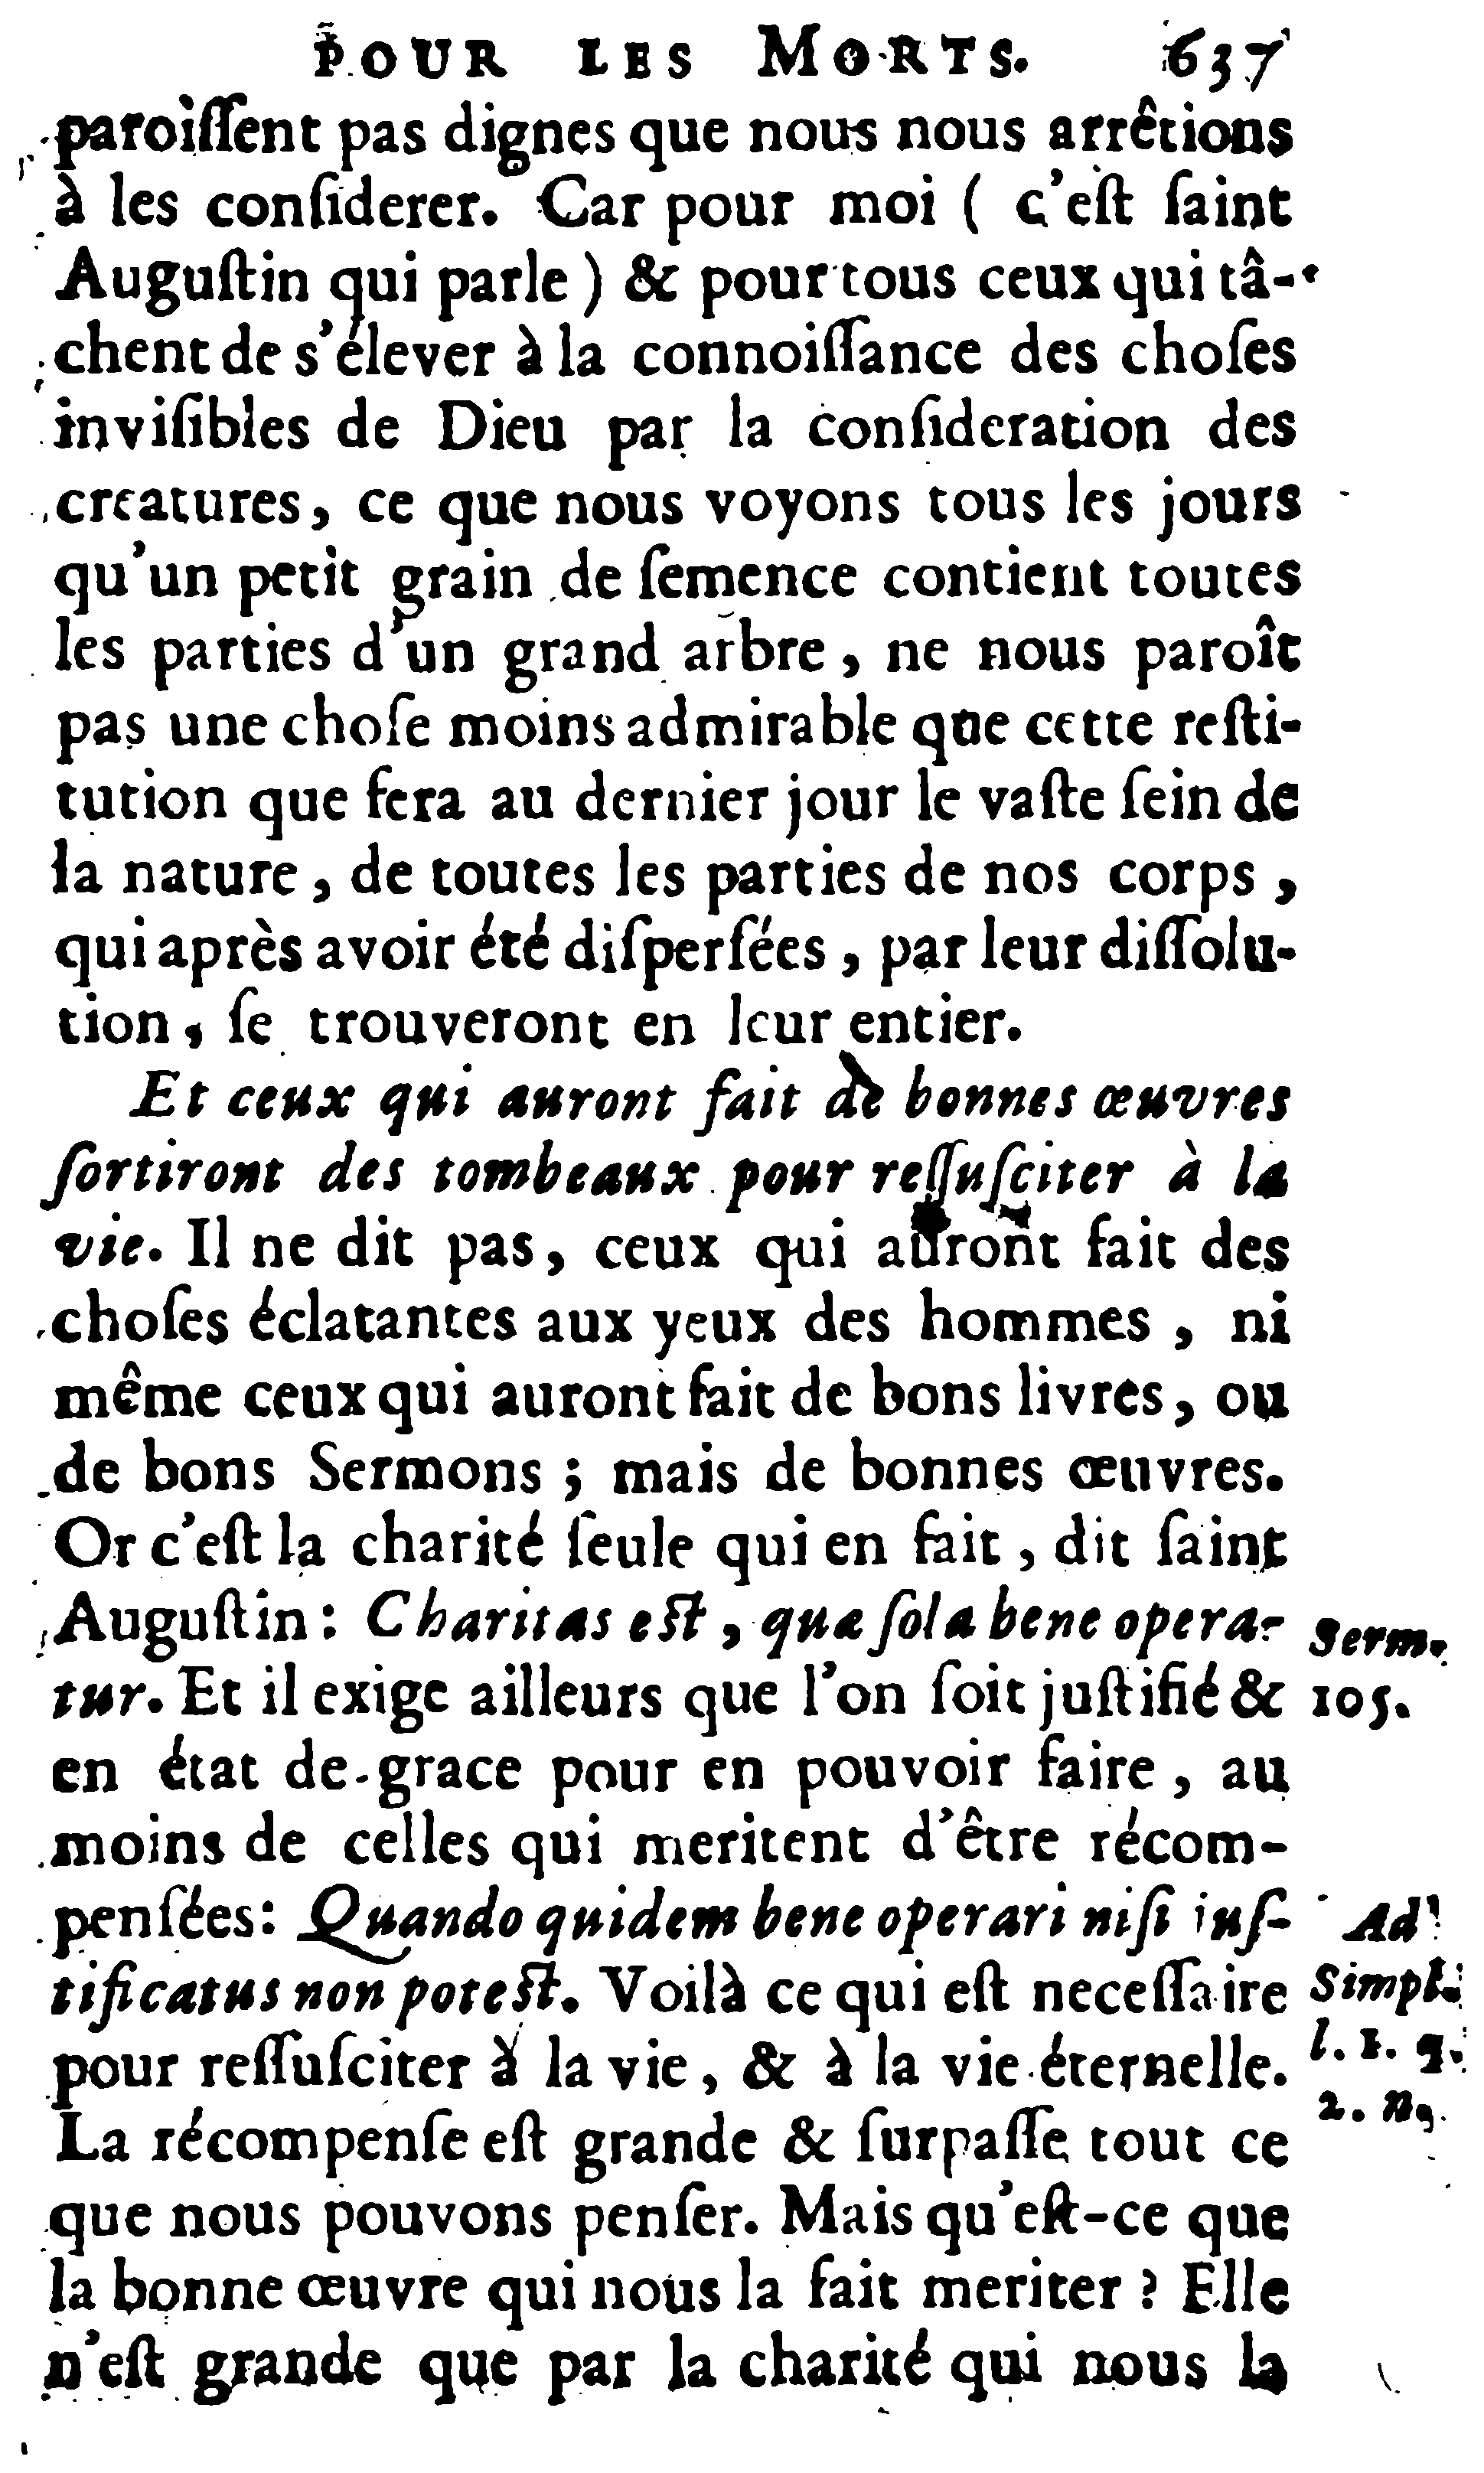 POUR LES MORTS. 637
paroiſſent pas dignes que nous nous arrêtions
à les conſiderer. Car pour moi ( c'eſt ſaint
Auguſtin qui parle ) & pour tous ceux qui tâ-
chent de s'élever à la connoiſſance des choſes
inviſibles de Dieu par la conſideration des
creatures, ce que nous voyons tous les jours
qu'un petit grain de ſemence contient toutes
les parties d'un grand arbre, ne nous paroît
pas une choſe moins admirable que cette reſti-
tution que fera au dernier jour le vaſte ſein de
la nature, de toutes les parties de nos corps,
qui après avoir été diſperſées, par leur diſſolu-
tion, ſe trouveront en leur entier.
Et ceux qui auront fait de bonnes œuvres
ſortiront des tombeaux pour reſſuſciter à la
vie. Il ne dit pas, ceux qui auront fait des
choſes éclatantes aux yeux des hommes, ni
même ceux qui auront fait de bons livres, ou
de bons Sermons ; mais de bonnes œuvres.
Or c'eſt la charité ſeule qui en fait, dit ſaint
Auguſtin : Charitas eſt, quæ ſola bene opera-
tur. Et il exige ailleurs que l'on ſoit juſtifié &
en état de grace pour en pouvoir faire, au
moins de celles qui meritent d'être récom-
penſées : Quando quidem bene operari niſi iuſ-
tificatus non poteſt. Voilà ce qui eſt neceſſaire
pour reſſuſciter à la vie, & à la vie éternelle.
La récompenſe eſt grande & ſurpaſſe tout ce
que nous pouvons penſer. Mais qu'eſt-ce que
la bonne œuvre qui nous la fait meriter ? Elle
n'eſt grande que par la charité qui nous la
Serm.
105.
Ad
Simpl.
l. 1. q.
2. n.